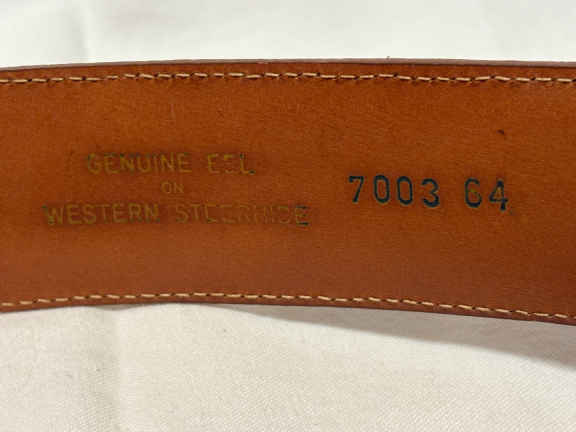 GENUINE EEL
ON
WESTERN STEERHIDE
7003 64